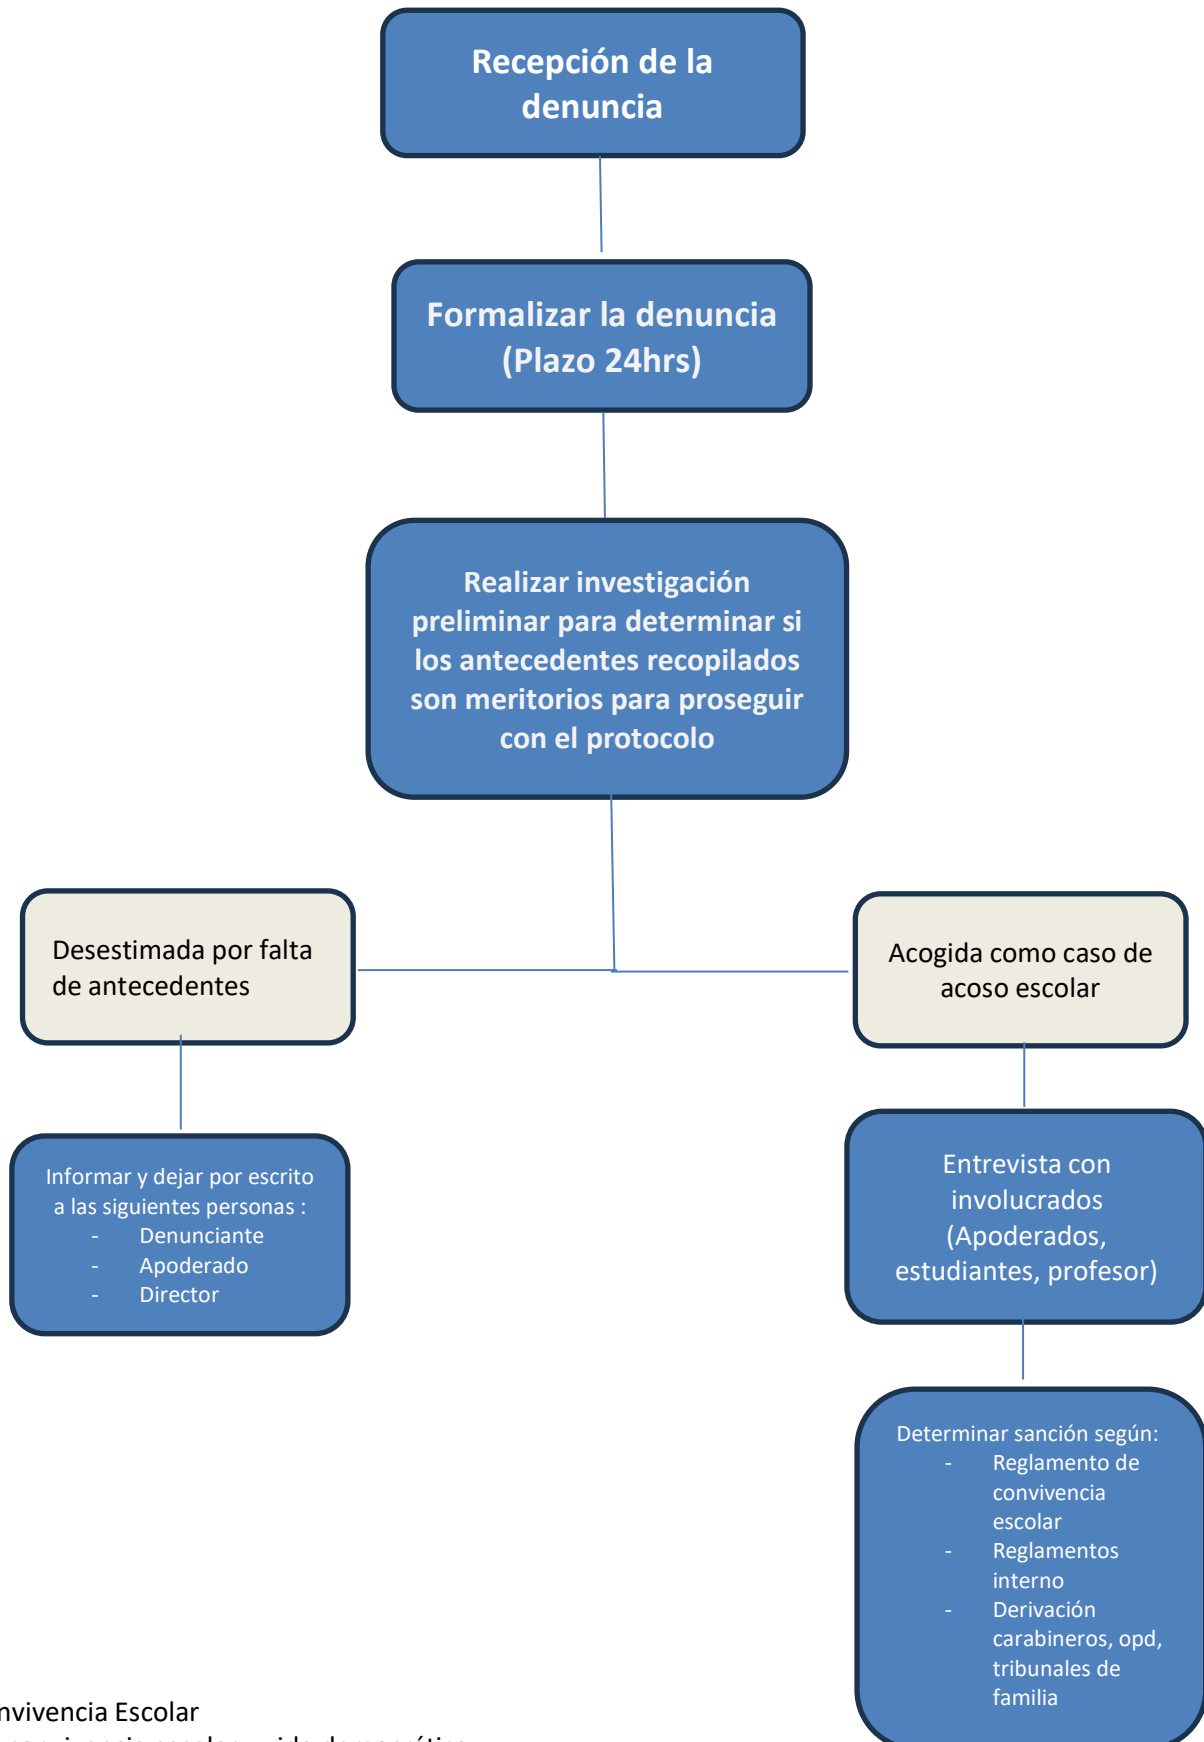 Recepción de la
denuncia
Formalizar la denuncia
(Plazo 24hrs)
Realizar investigación
preliminar para determinar si
los antecedentes recopilados
son meritorios para proseguir
con el protocolo
Desestimada por falta
de antecedentes
Acogida como caso de
acoso escolar
Informar y dejar por escrito
a las siguientes personas :
- Denunciante
- Apoderado
- Director
Entrevista con
involucrados
(Apoderados,
estudiantes, profesor)
Determinar sanción según:
- Reglamento de
convivencia
escolar
- Reglamentos
interno
- Derivación
carabineros, opd,
tribunales de
familia
nvivencia Escolar